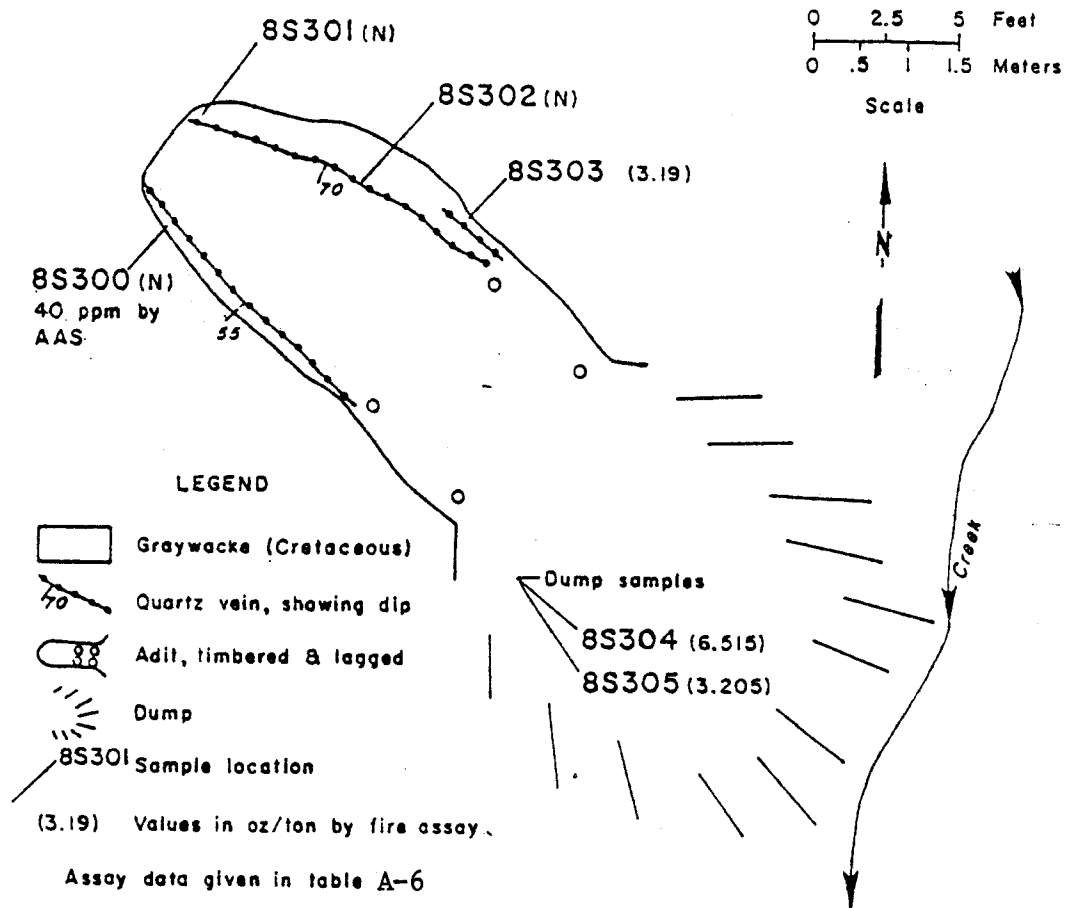 8S301 (N)
8S302 (N)
8S303 (3.19)
70
8S300 (N)
40 ppm by
AAS
55
0 2.5 5 Feet
0 .5 1 1.5 Meters
Scale
N
Creek
Dump samples
8S304 (6.515)
8S305 (3.205)
LEGEND
Graywacke (Cretaceous)
70 Quartz vein, showing dip
Adit, timbered & lagged
Dump
8S301 Sample location
(3.19) Values in oz/ton by fire assay
Assay data given in table A-6